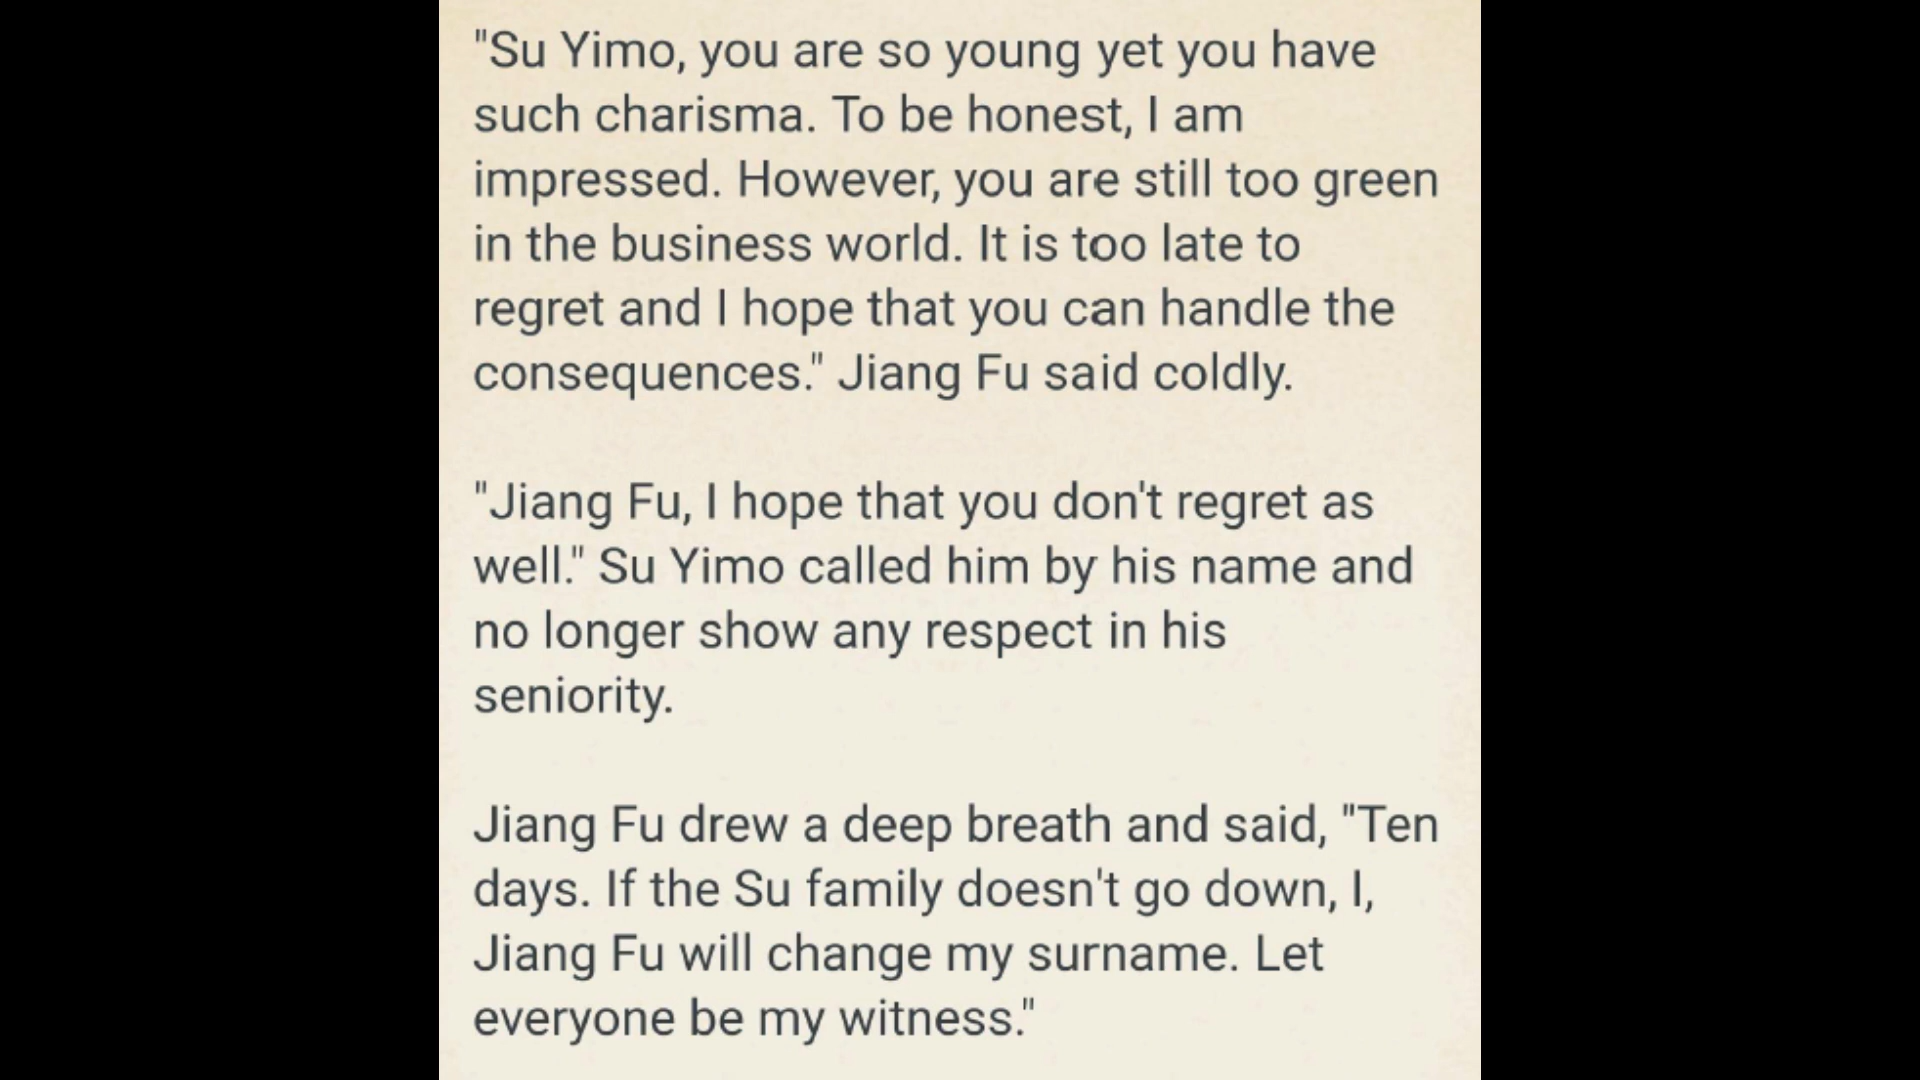 "Su Yimo, you are so young yet you have
such charisma. To be honest, I am
impressed. However, you are still too green
in the business world. It is too late to
regret and I hope that you can handle the
consequences." Jiang Fu said coldly.
"Jiang Fu, I hope that you don't regret as
well." Su Yimo called him by his name and
no longer show any respect in his
seniority.
Jiang Fu drew a deep breath and said, "Ten
days. If the Su family doesn't go down, I,
Jiang Fu will change my surname. Let
everyone be my witness."